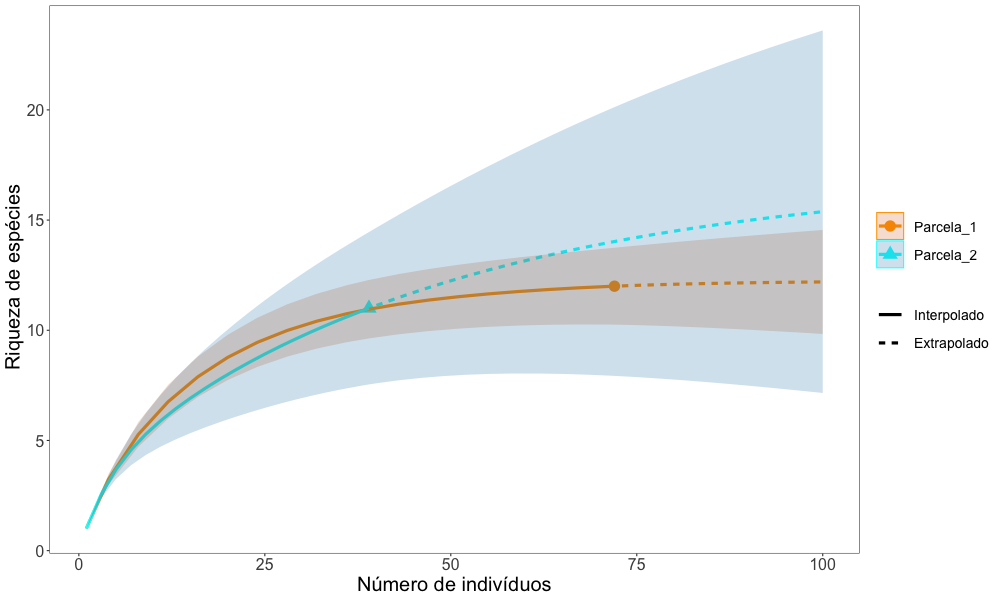 Riqueza de espécies
20
15
10
5
0
0 25 50 75 100
Número de indivíduos
Parcela_1
Parcela_2
Interpolado
Extrapolado